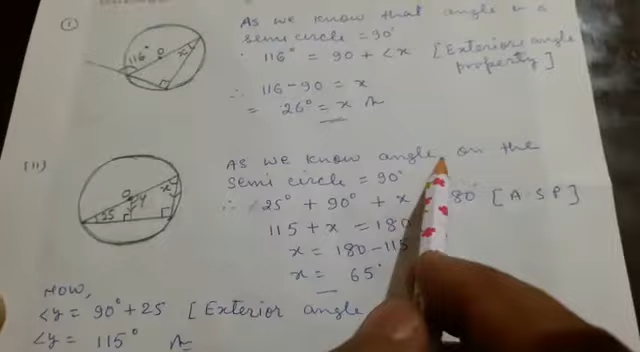 (i)
116°
O
x
As we know that angle in a
semi circle = 90°
116° = 90 + <x [Exterior angle
property]
∴ 116-90 = x
= 26° = x
(ii)
O
y
x
25
As we know angle on the
semi circle = 90°
∴ 25° + 90° + x 180 [A.S.P]
115 + x = 180
x = 180-115
x = 65°
Now,
<y = 90° + 25 [Exterior angle
<y = 115°